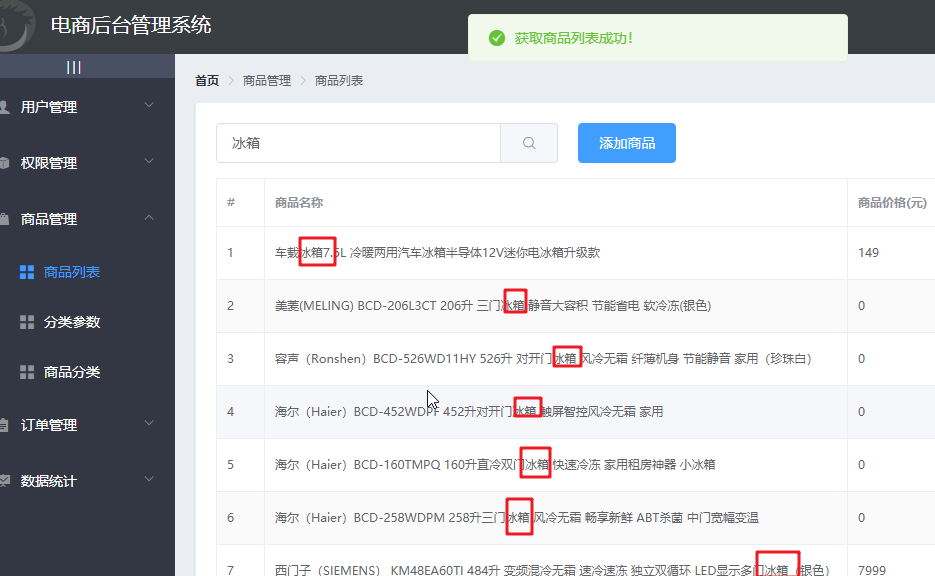 电商后台管理系统
获取商品列表成功!
|||
首页 > 商品管理 > 商品列表
用户管理
权限管理
商品管理
商品列表
分类参数
商品分类
订单管理
数据统计
冰箱
添加商品
# 商品名称 商品价格(元)
1 车载冰箱7.5L 冷暖两用汽车冰箱半导体12V迷你电冰箱升级款 149
2 美菱(MELING) BCD-206L3CT 206升 三门冰箱 静音大容积 节能省电 软冷冻(银色) 0
3 容声（Ronshen）BCD-526WD11HY 526升 对开门冰箱 风冷无霜 纤薄机身 节能静音 家用（珍珠白） 0
4 海尔（Haier）BCD-452WDPF 452升对开门冰箱 触屏智控风冷无霜 家用 0
5 海尔（Haier）BCD-160TMPQ 160升直冷双门冰箱 快速冷冻 家用租房神器 小冰箱 0
6 海尔（Haier）BCD-258WDPM 258升三门冰箱 风冷无霜 畅享新鲜 ABT杀菌 中门宽幅变温 0
7 西门子（SIEMENS） KM48EA60TI 484升 变频混冷无霜 速冷速冻 独立双循环 LED显示多门冰箱（银色） 7999